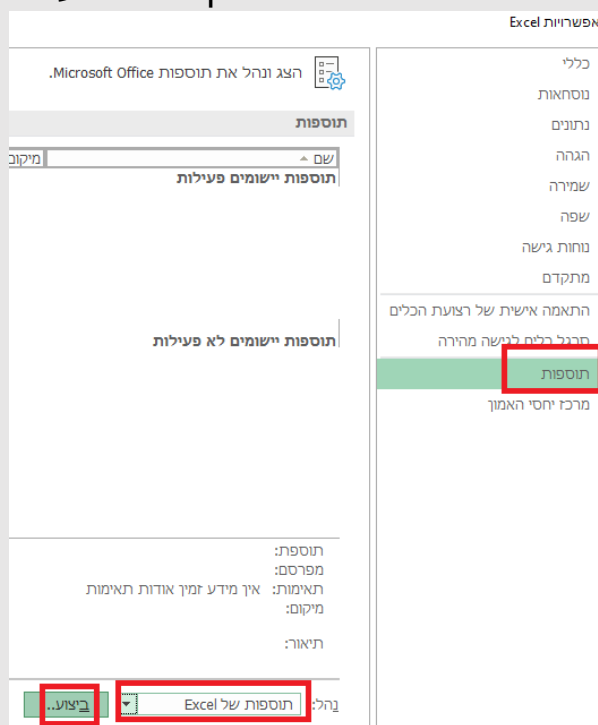 אפשרויות Excel
כללי
נוסחאות
נתונים
הגהה
שמירה
שפה
נוחות גישה
מתקדם
התאמה אישית של רצועת הכלים
סרגל כלים לגישה מהירה
תוספות
מרכז יחסי האמון
הצג ונהל את תוספות Microsoft Office.
תוספות
שם מיקום
תוספות יישומים פעילות
תוספות יישומים לא פעילות
תוספת:
מפרסם:
תאימות: אין מידע זמין אודות תאימות
מיקום:
תיאור:
נהל: תוספות של Excel ביצוע..